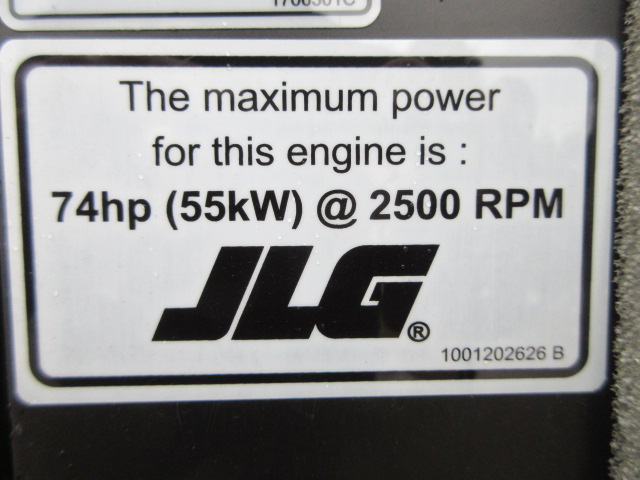 The maximum power
for this engine is :
74hp (55kW) @ 2500 RPM
JLG®
1001202626 B